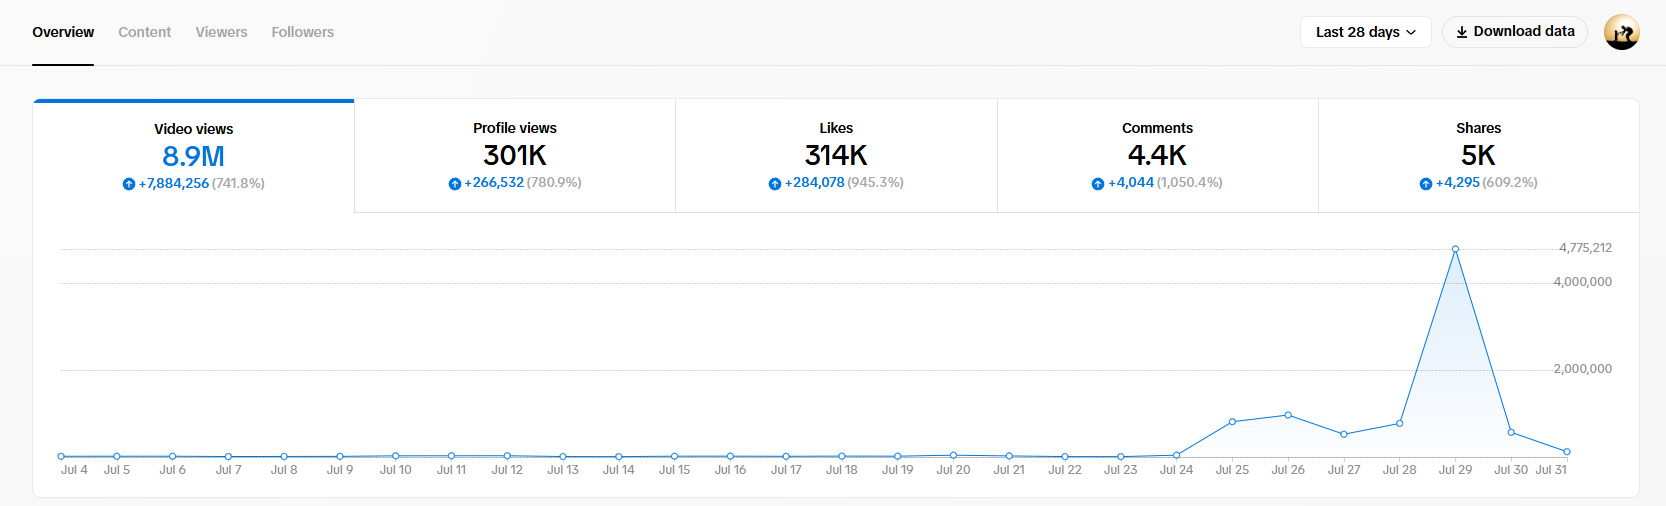 Overview Content Viewers Followers Last 28 days Download data
Video views Profile views Likes Comments Shares
8.9M 301K 314K 4.4K 5K
+7,884,256 (741.8%) +266,532 (780.9%) +284,078 (945.3%) +4,044 (1,050.4%) +4,295 (609.2%)
4,775,212
4,000,000
2,000,000
Jul 4 Jul 5 Jul 6 Jul 7 Jul 8 Jul 9 Jul 10 Jul 11 Jul 12 Jul 13 Jul 14 Jul 15 Jul 16 Jul 17 Jul 18 Jul 19 Jul 20 Jul 21 Jul 22 Jul 23 Jul 24 Jul 25 Jul 26 Jul 27 Jul 28 Jul 29 Jul 30 Jul 31